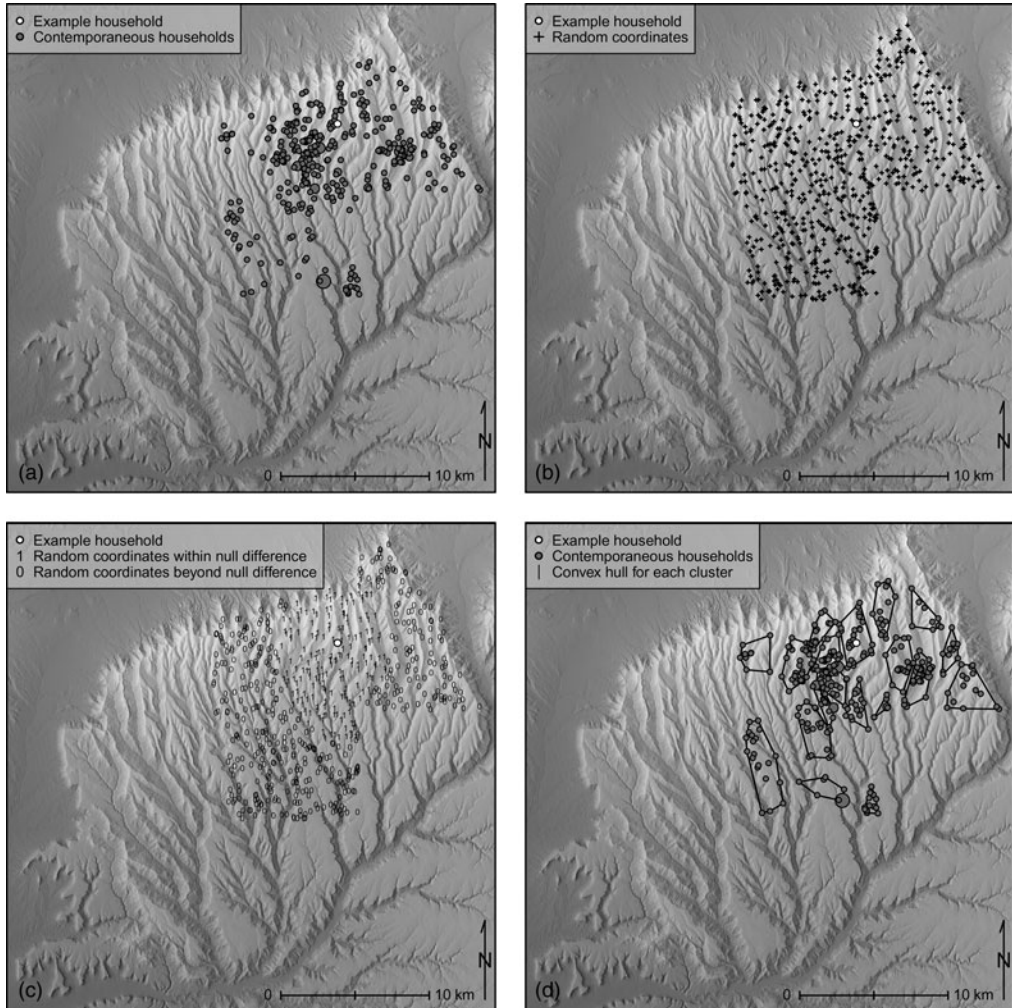 Example household
Contemporaneous households
(a)
0
10 km
N
Example household
Random coordinates
(b)
0
10 km
N
Example household
1 Random coordinates within null difference
0 Random coordinates beyond null difference
(c)
0
10 km
N
Example household
Contemporaneous households
Convex hull for each cluster
(d)
0
10 km
N